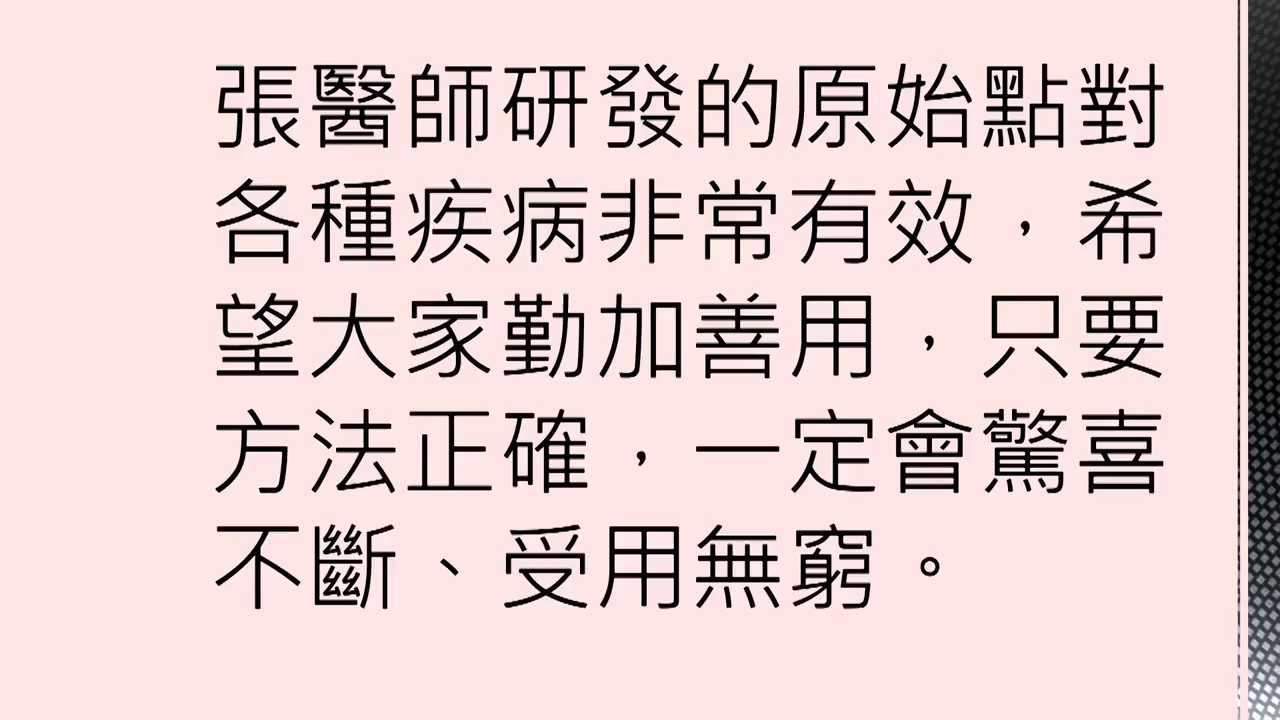 張醫師研發的原始點對
各種疾病非常有效，希
望大家勤加善用，只要
方法正確，一定會驚喜
不斷、受用無窮。